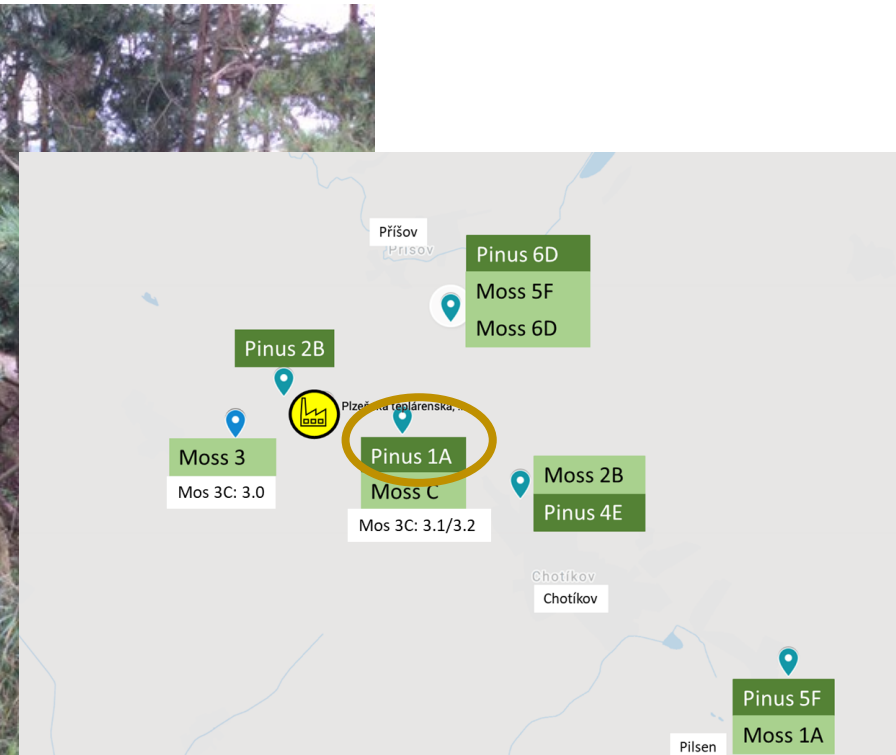 Příšov
Příšov
Pinus 6D
Moss 5F
Moss 6D
Pinus 2B
Plzeňská teplárenská, ...
Moss 3
Mos 3C: 3.0
Pinus 1A
Moss C
Mos 3C: 3.1/3.2
Moss 2B
Pinus 4E
Chotíkov
Chotíkov
Pinus 5F
Moss 1A
Pilsen